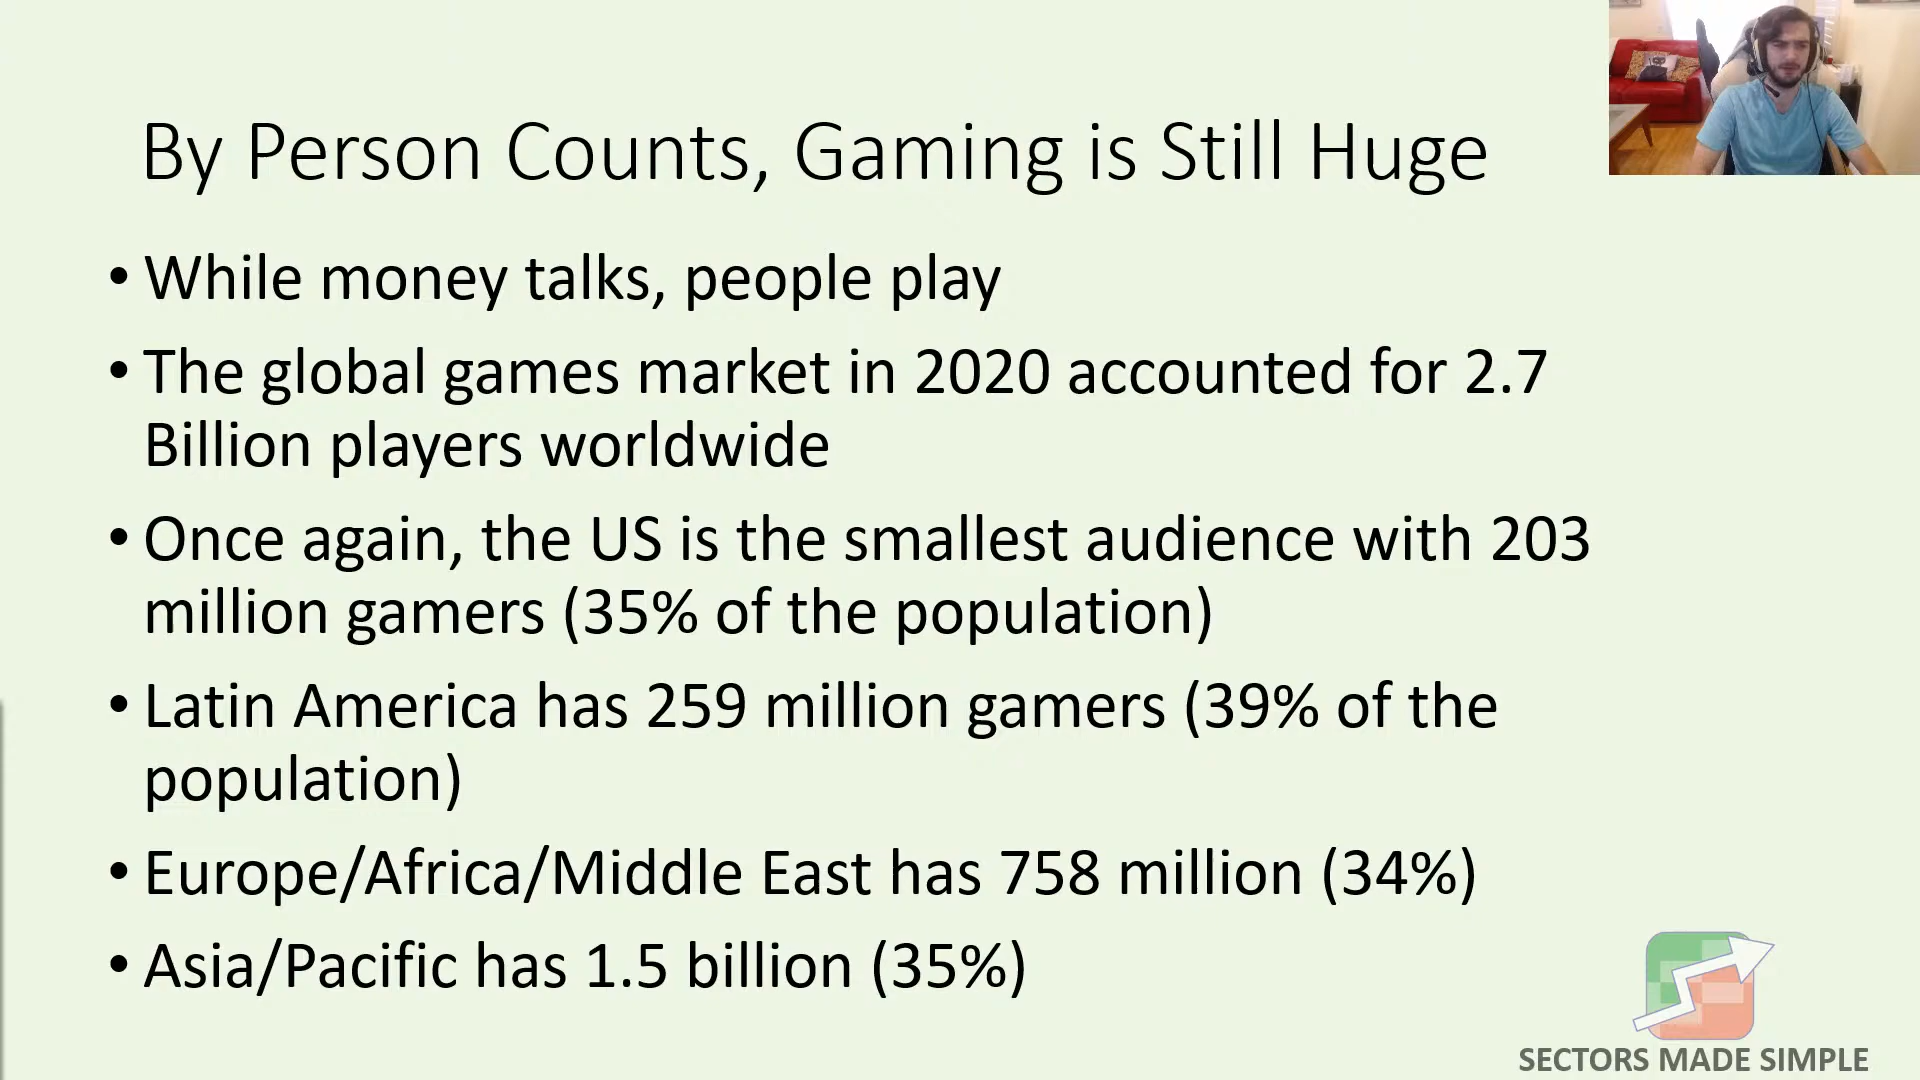 By Person Counts, Gaming is Still Huge
• While money talks, people play
• The global games market in 2020 accounted for 2.7
Billion players worldwide
• Once again, the US is the smallest audience with 203
million gamers (35% of the population)
• Latin America has 259 million gamers (39% of the
population)
• Europe/Africa/Middle East has 758 million (34%)
• Asia/Pacific has 1.5 billion (35%)
SECTORS MADE SIMPLE